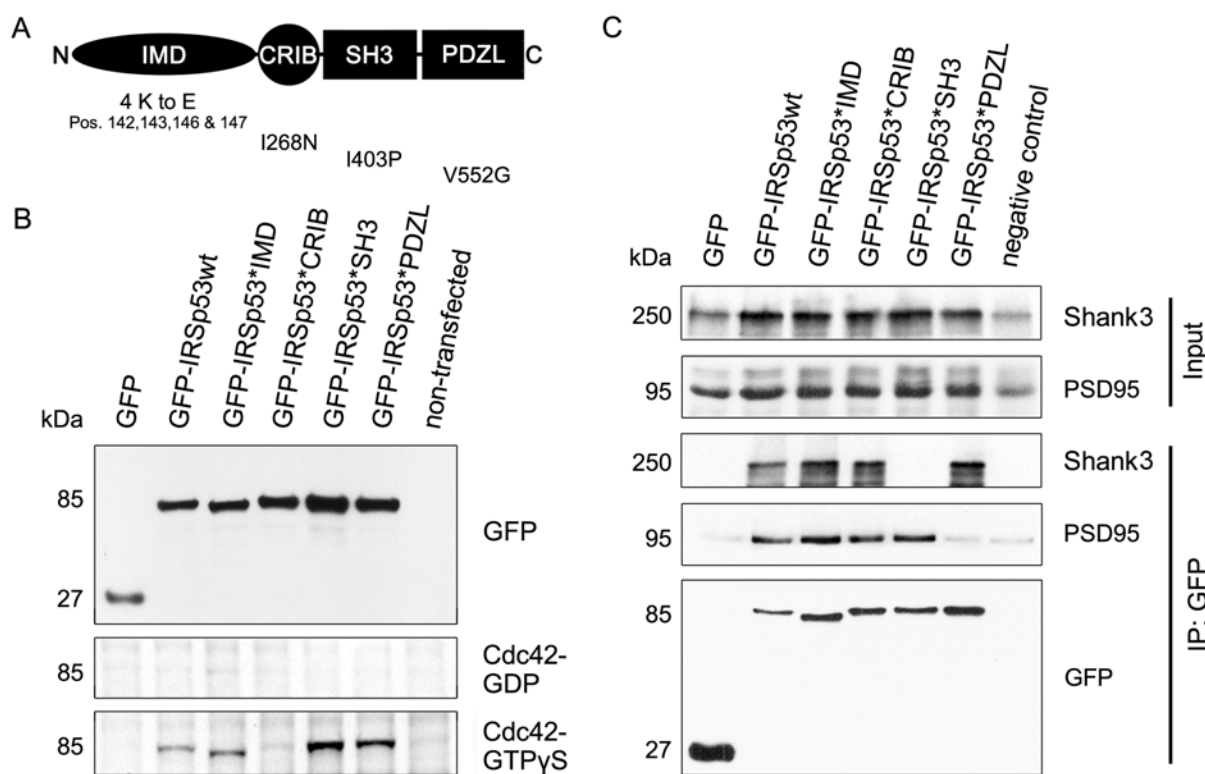 A
N IMD CRIB SH3 PDZL C
4 K to E
Pos. 142,143,146 & 147
I268N
I403P
V552G
B
kDa
GFP
GFP-IRSp53wt
GFP-IRSp53*IMD
GFP-IRSp53*CRIB
GFP-IRSp53*SH3
GFP-IRSp53*PDZL
non-transfected
85
27
GFP
85
Cdc42-
GDP
85
Cdc42-
GTPγS
C
kDa
GFP
GFP-IRSp53wt
GFP-IRSp53*IMD
GFP-IRSp53*CRIB
GFP-IRSp53*SH3
GFP-IRSp53*PDZL
negative control
250 Shank3
95 PSD95
Input
250 Shank3
95 PSD95
85
GFP
27
IP: GFP